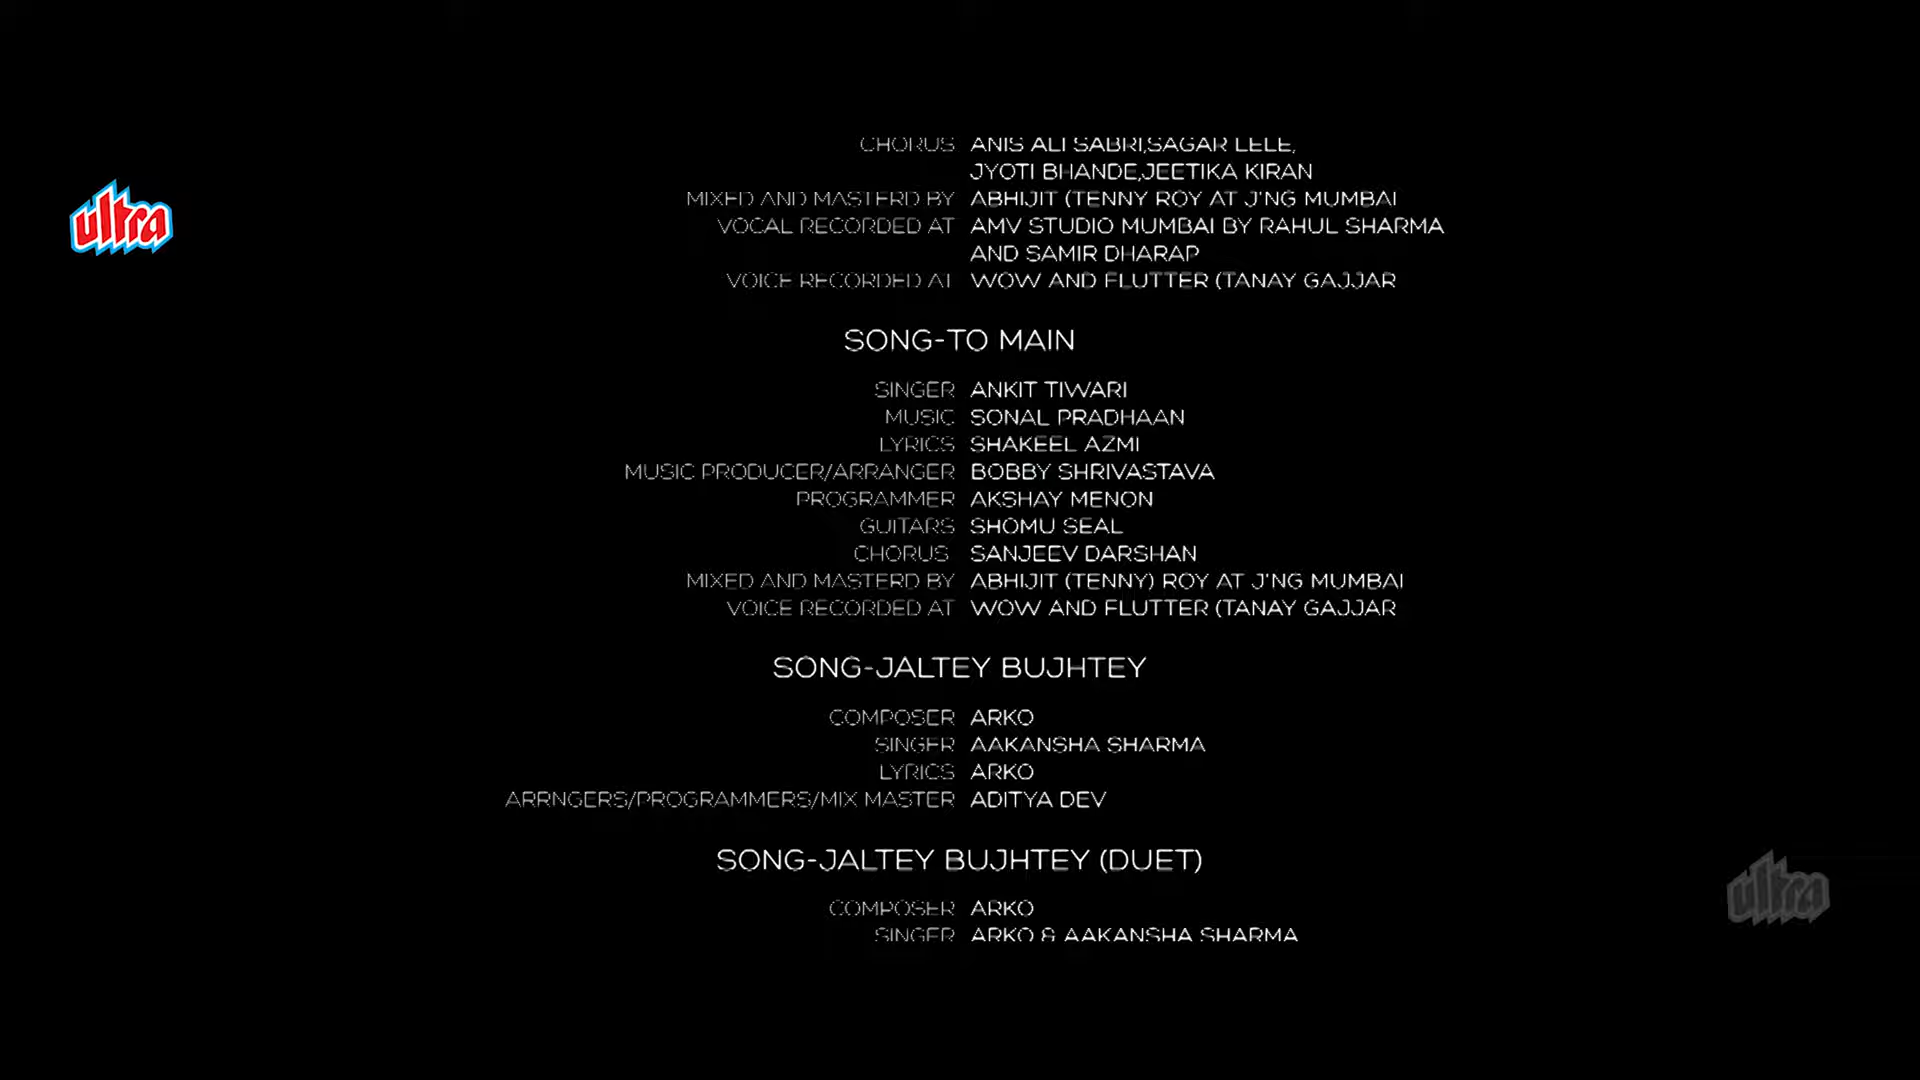 ultra
CHORUS ANIS ALI SABRI,SAGAR LELE,
JYOTI BHANDE,JEETIKA KIRAN
MIXED AND MASTERD BY ABHIJIT (TENNY ROY AT J'NG MUMBAI
VOCAL RECORDED AT AMV STUDIO MUMBAI BY RAHUL SHARMA
AND SAMIR DHARAP
VOICE RECORDED AT WOW AND FLUTTER (TANAY GAJJAR
SONG-TO MAIN
SINGER ANKIT TIWARI
MUSIC SONAL PRADHAAN
LYRICS SHAKEEL AZMI
MUSIC PRODUCER/ARRANGER BOBBY SHRIVASTAVA
PROGRAMMER AKSHAY MENON
GUITARS SHOMU SEAL
CHORUS SANJEEV DARSHAN
MIXED AND MASTERD BY ABHIJIT (TENNY) ROY AT J'NG MUMBAI
VOICE RECORDED AT WOW AND FLUTTER (TANAY GAJJAR
SONG-JALTEY BUJHTEY
COMPOSER ARKO
SINGER AAKANSHA SHARMA
LYRICS ARKO
ARRNGERS/PROGRAMMERS/MIX MASTER ADITYA DEV
SONG-JALTEY BUJHTEY (DUET)
COMPOSER ARKO
SINGER ARKO & AAKANSHA SHARMA
ultra